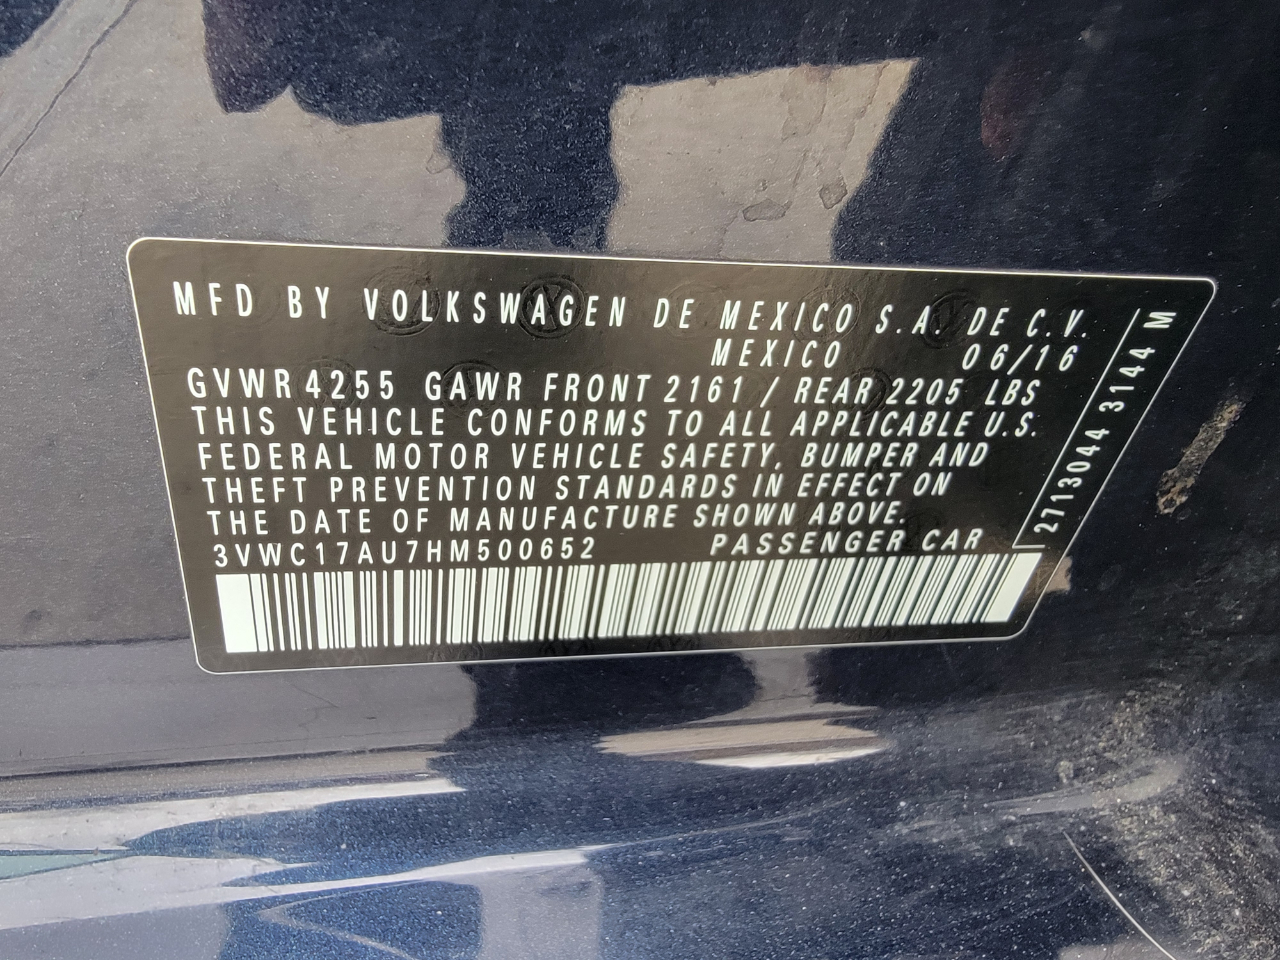 MFD BY VOLKSWAGEN DE MEXICO S.A. DE C.V.
MEXICO 06/16
GVWR 4255 GAWR FRONT 2161 / REAR 2205 LBS
THIS VEHICLE CONFORMS TO ALL APPLICABLE U.S.
FEDERAL MOTOR VEHICLE SAFETY, BUMPER AND
THEFT PREVENTION STANDARDS IN EFFECT ON
THE DATE OF MANUFACTURE SHOWN ABOVE.
3VWC17AU7HM500652 PASSENGER CAR
2713044 3144 M